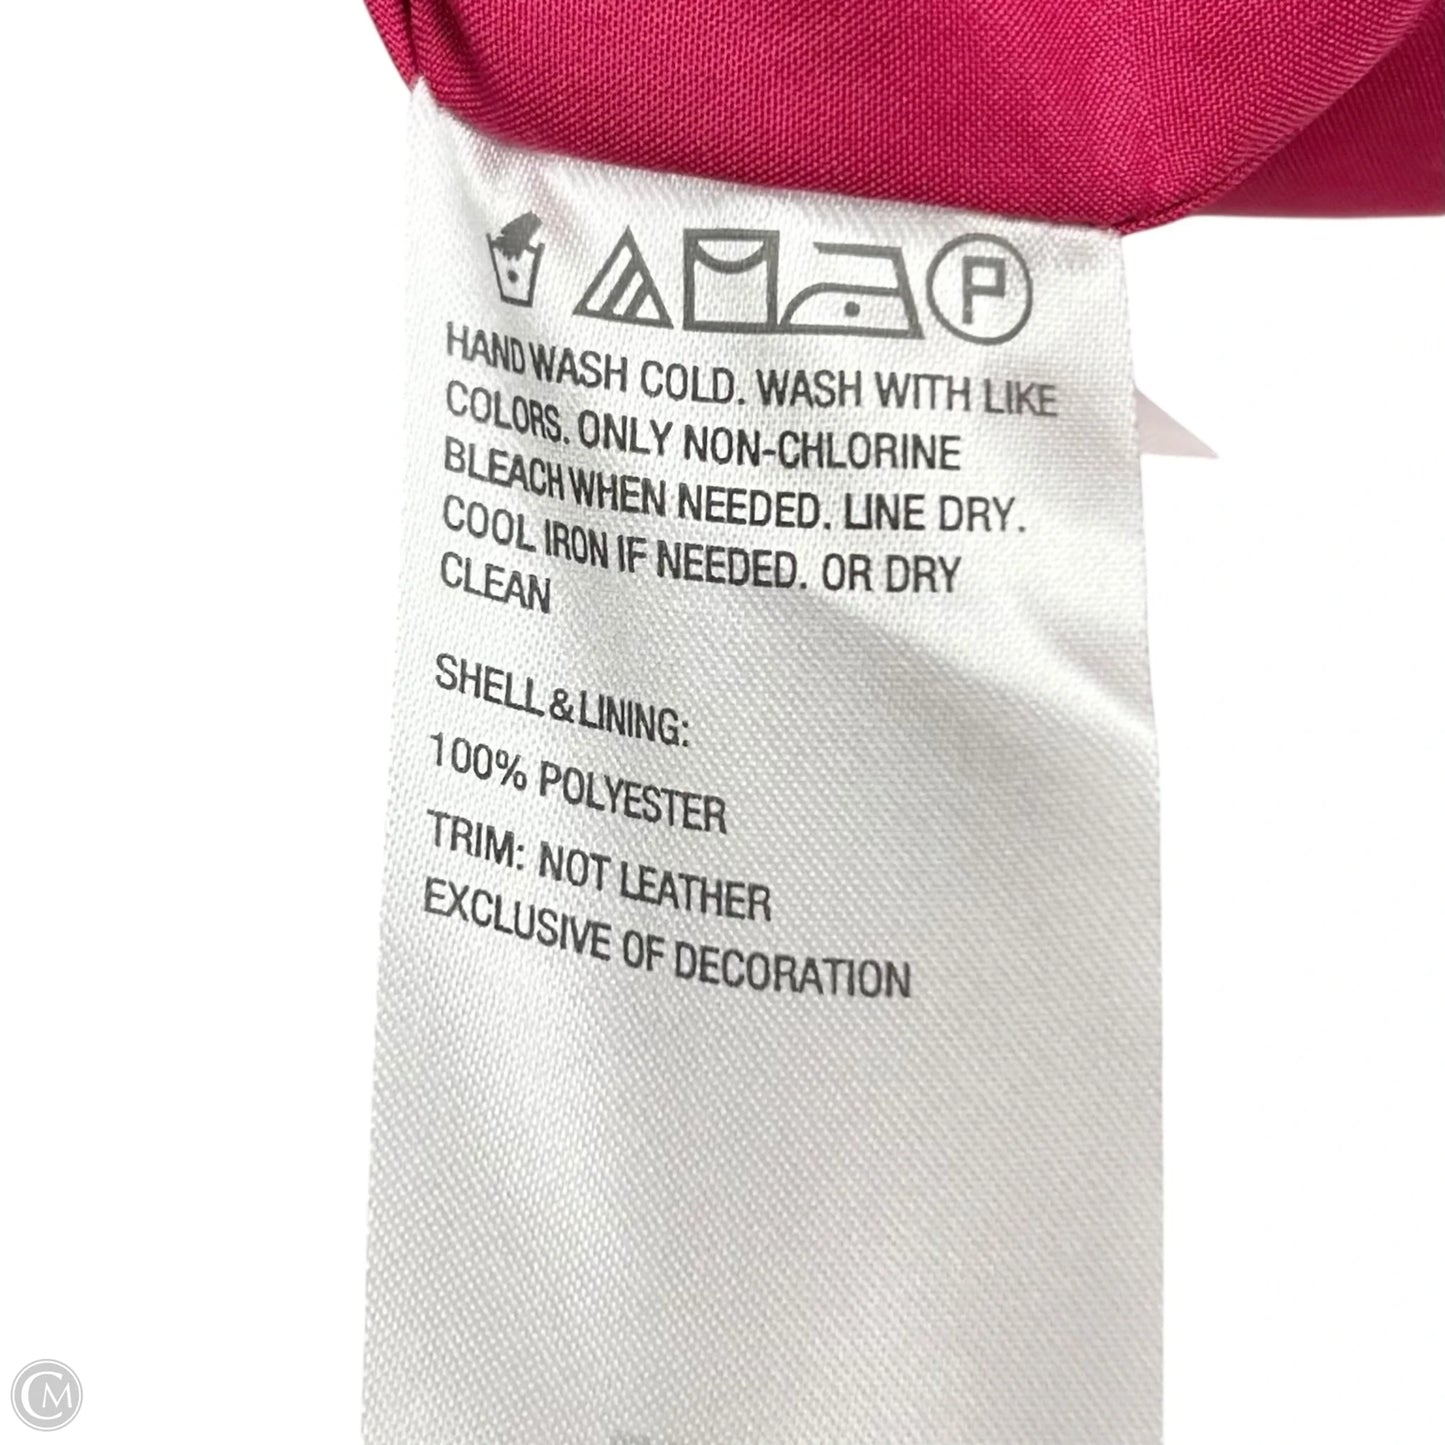 P
HAND WASH COLD. WASH WITH LIKE
COLORS. ONLY NON-CHLORINE
BLEACH WHEN NEEDED. LINE DRY.
COOL IRON IF NEEDED. OR DRY
CLEAN
SHELL & LINING:
100% POLYESTER
TRIM: NOT LEATHER
EXCLUSIVE OF DECORATION
CM